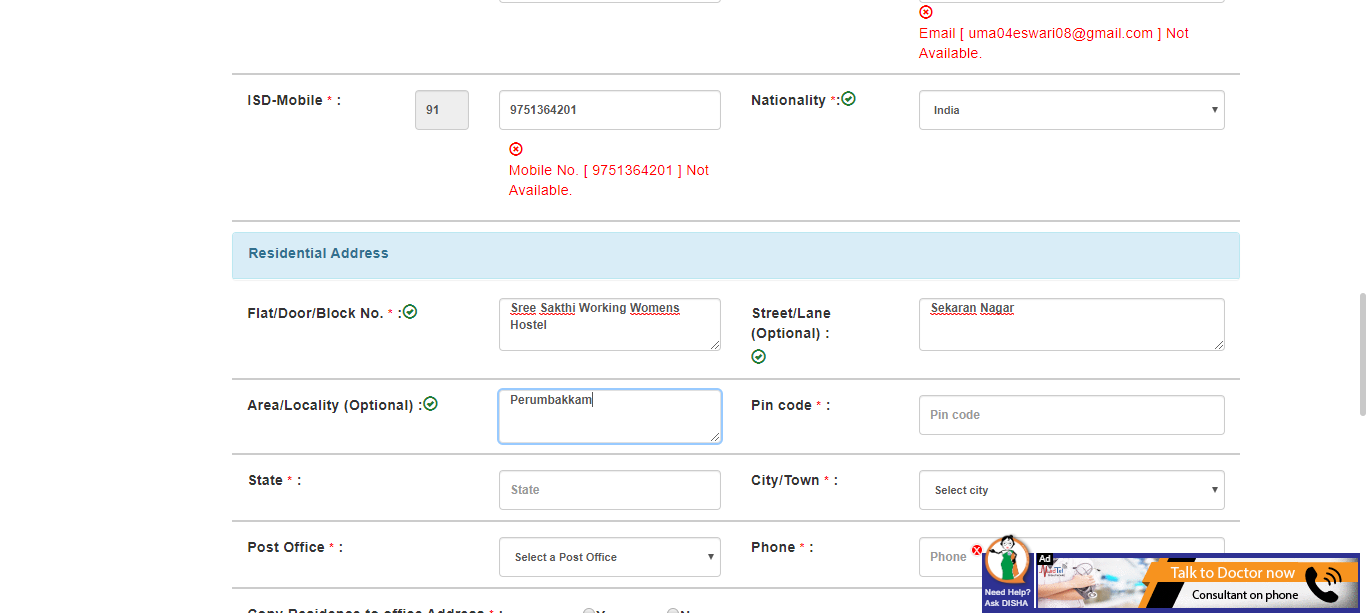 Email [ uma04eswari08@gmail.com ] Not
Available.
ISD-Mobile * :
91
9751364201
Nationality *:
India
Mobile No. [ 9751364201 ] Not
Available.
Residential Address
Flat/Door/Block No. * :
Sree Sakthi Working Womens
Hostel
Street/Lane
(Optional) :
Sekaran Nagar
Area/Locality (Optional) :
Perumbakkam
Pin code * :
Pin code
State * :
State
City/Town * :
Select city
Post Office * :
Select a Post Office
Phone * :
Phone
Ad
Talk to Doctor now
Consultant on phone
Need Help?
Ask DISHA
Copy Residence to office Address * :